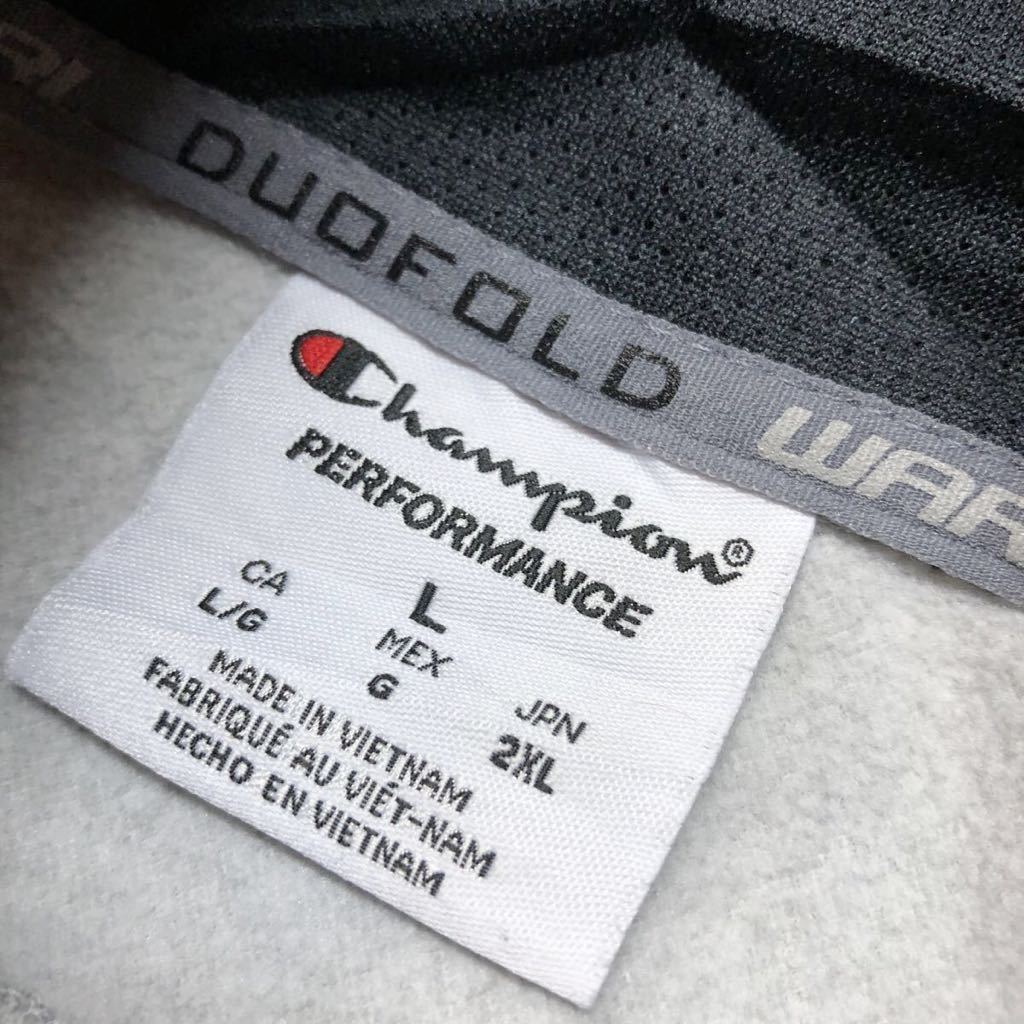 DUOFOLD
Champion®
PERFORMANCE
L
CA MEX JPN
L/G G 2XL
MADE IN VIETNAM
FABRIQUÉ AU VIÊT-NAM
HECHO EN VIETNAM